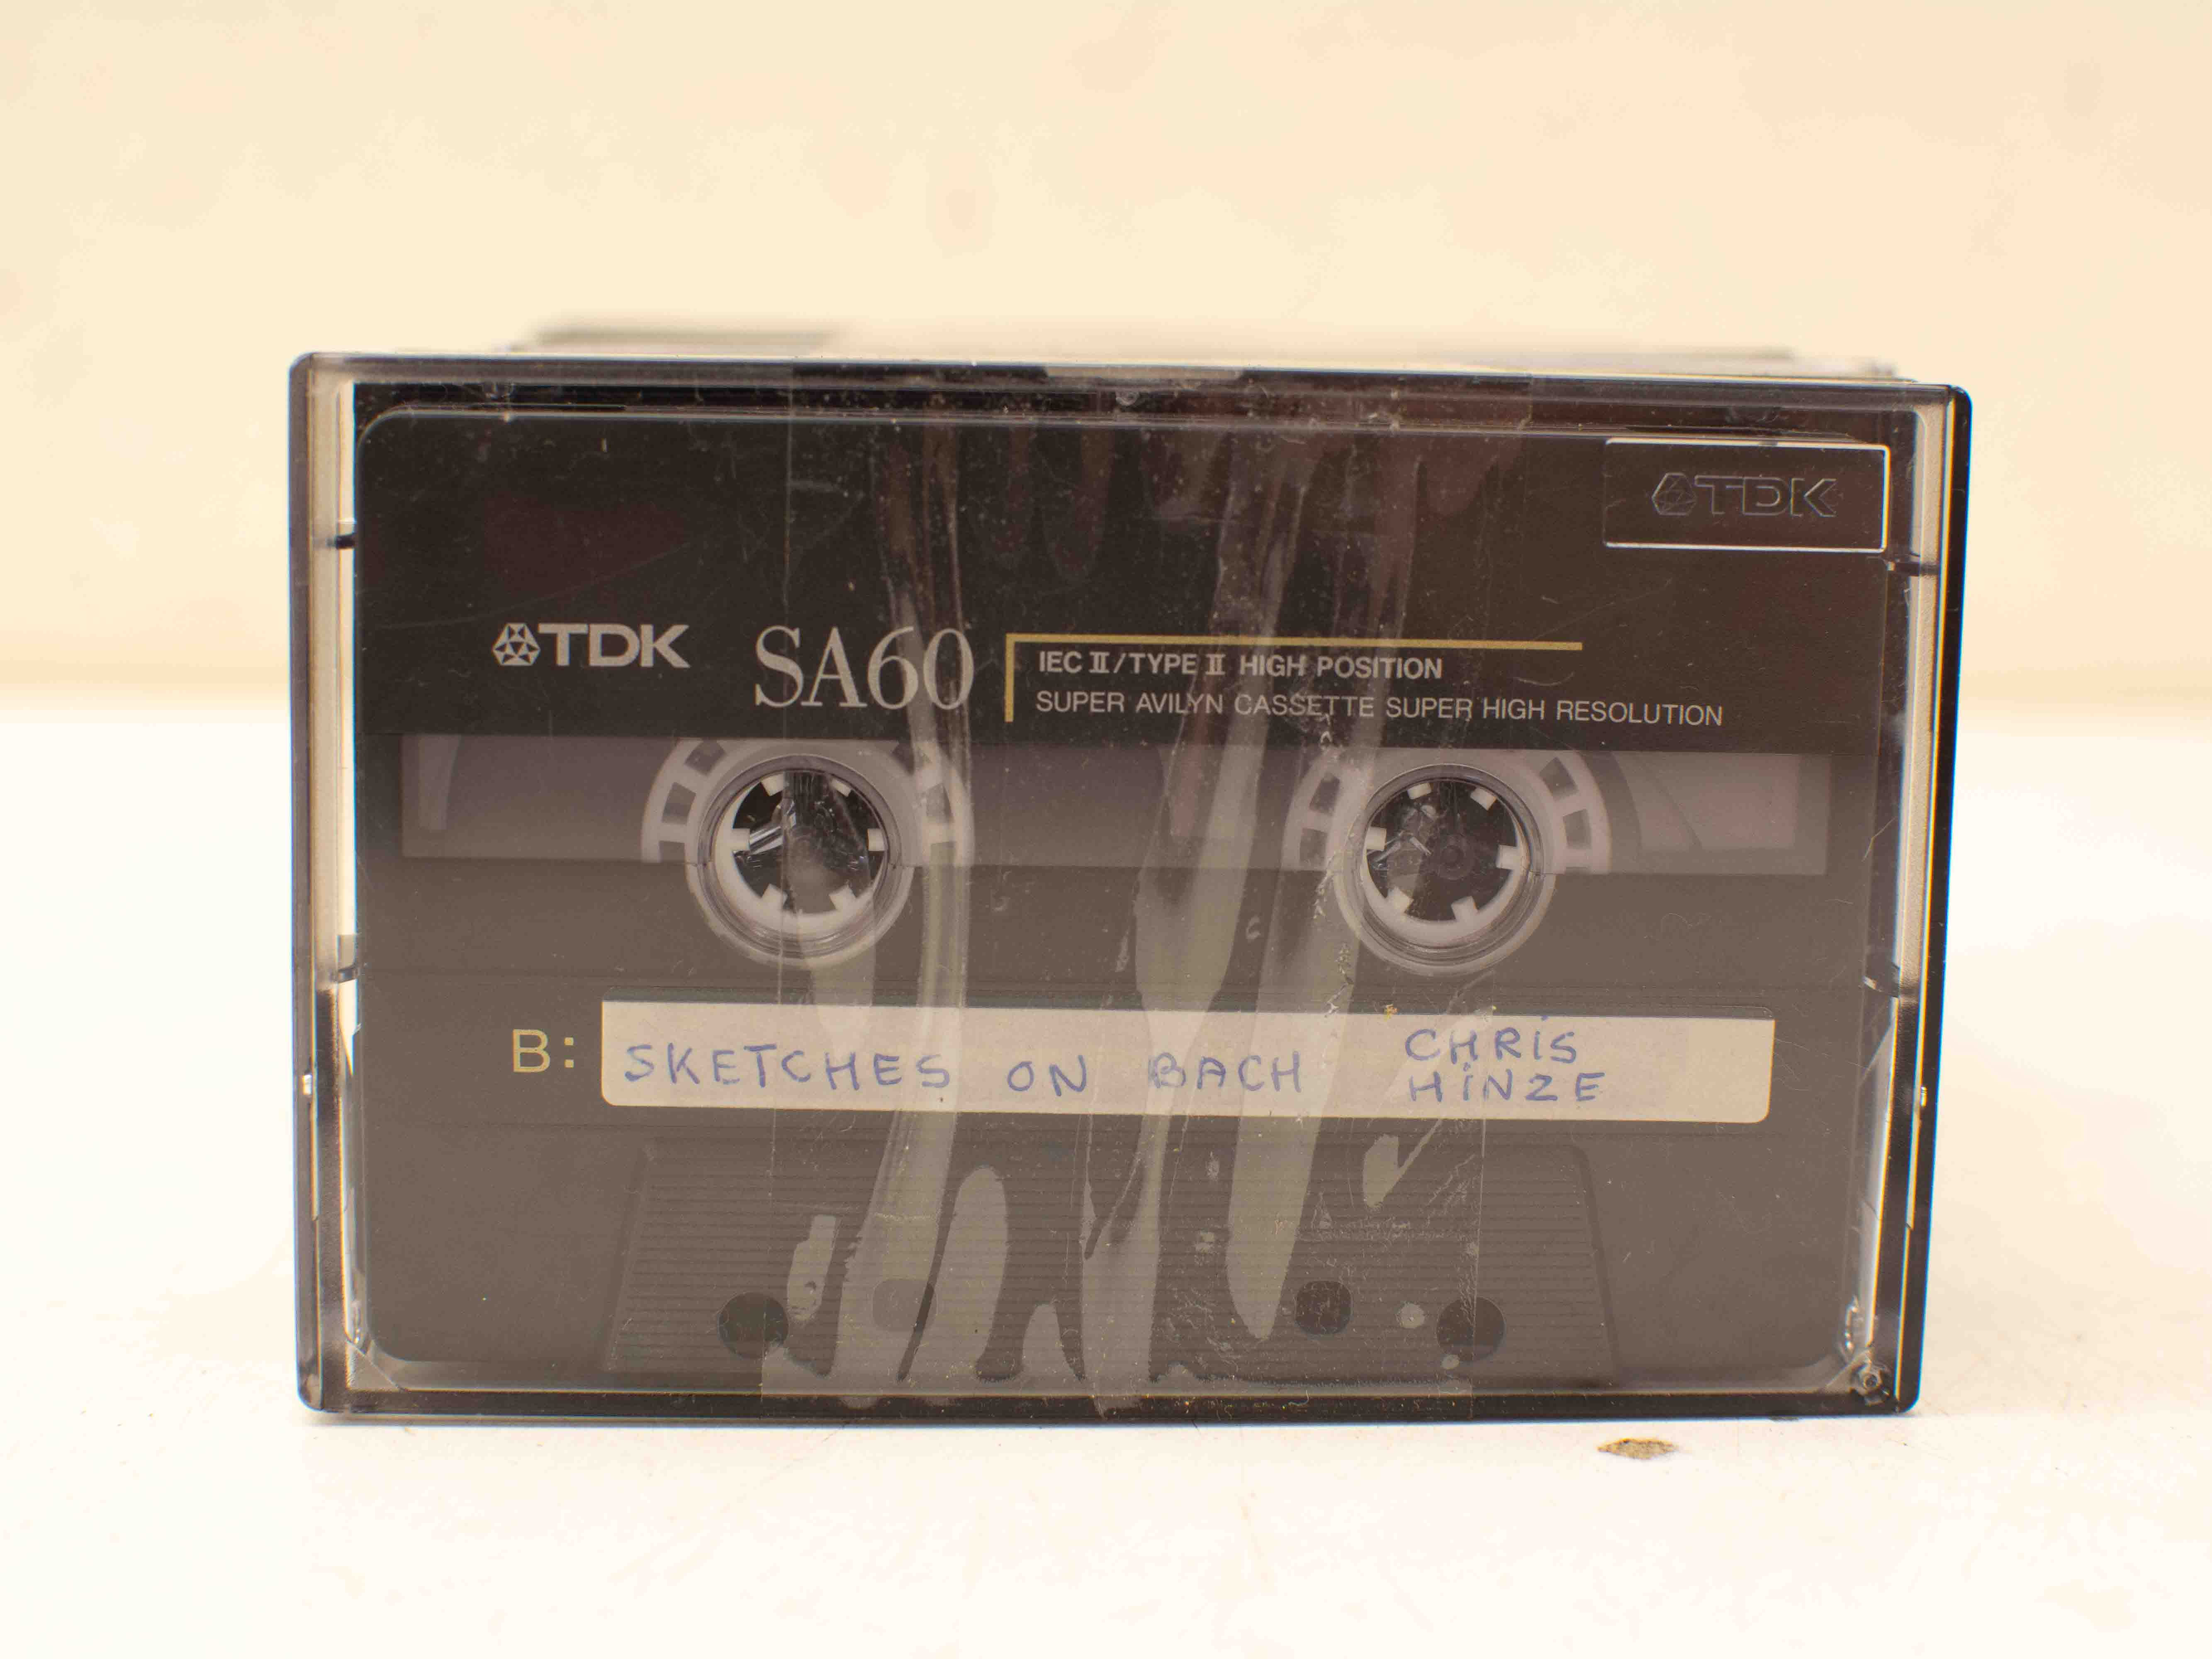 TDK
TDK SA60 IEC II/TYPE II HIGH POSITION
SUPER AVILYN CASSETTE SUPER HIGH RESOLUTION
B: SKETCHES ON BACH CHRIS
HINZE